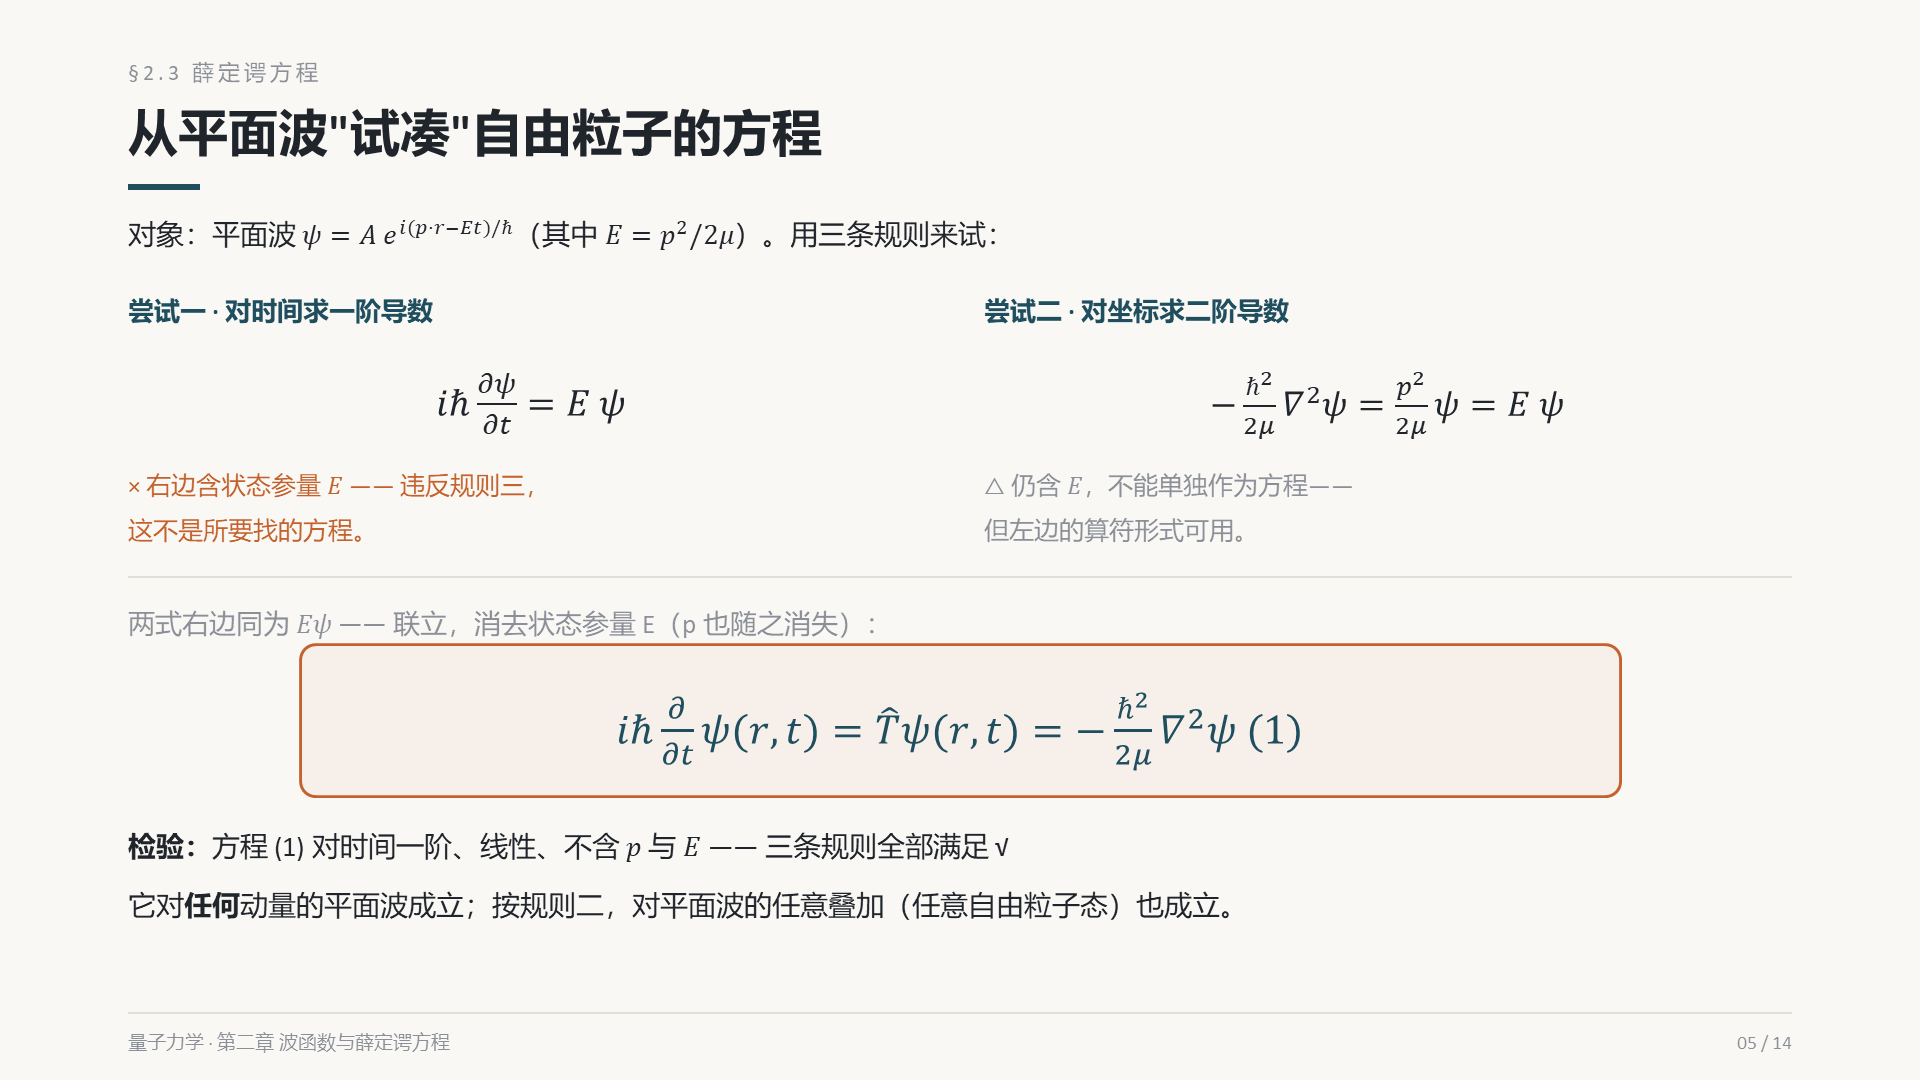 §2.3 薛定谔方程
从平面波"试凑"自由粒子的方程
对象：平面波 ψ = A e^{i(p·r−Et)/ℏ}（其中 E = p²/2μ）。用三条规则来试：
尝试一 · 对时间求一阶导数
iℏ ∂ψ/∂t = E ψ
× 右边含状态参量 E —— 违反规则三，
这不是所要找的方程。
尝试二 · 对坐标求二阶导数
−ℏ²/2μ ∇²ψ = p²/2μ ψ = E ψ
△ 仍含 E，不能单独作为方程——
但左边的算符形式可用。
两式右边同为 Eψ —— 联立，消去状态参量 E（p 也随之消失）：
iℏ ∂/∂t ψ(r, t) = T̂ψ(r, t) = −ℏ²/2μ ∇²ψ (1)
检验：方程 (1) 对时间一阶、线性、不含 p 与 E —— 三条规则全部满足 √
它对任何动量的平面波成立；按规则二，对平面波的任意叠加（任意自由粒子态）也成立。
量子力学 · 第二章 波函数与薛定谔方程
05 / 14